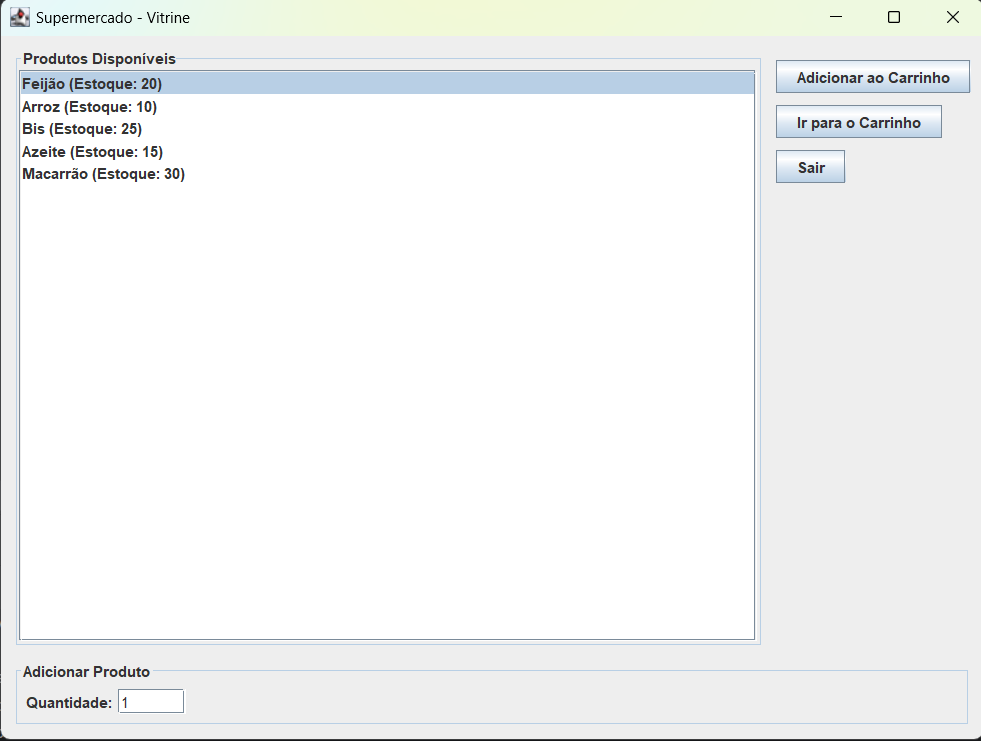 Supermercado - Vitrine
Produtos Disponíveis
Feijão (Estoque: 20)
Arroz (Estoque: 10)
Bis (Estoque: 25)
Azeite (Estoque: 15)
Macarrão (Estoque: 30)
Adicionar ao Carrinho
Ir para o Carrinho
Sair
Adicionar Produto
Quantidade: 1